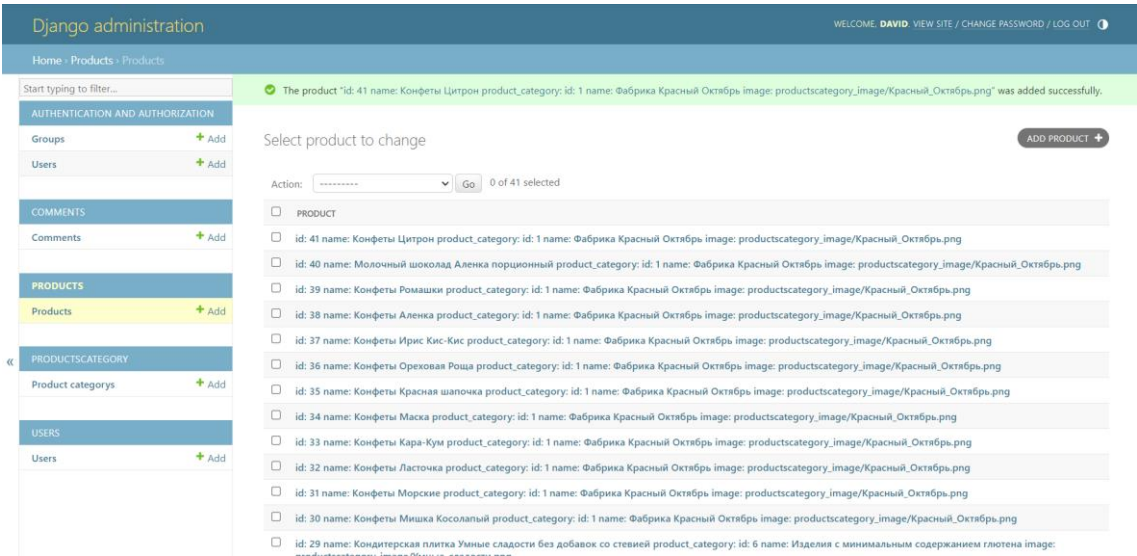 Django administration
WELCOME, DAVID. VIEW SITE / CHANGE PASSWORD / LOG OUT
Home › Products › Products
Start typing to filter...
AUTHENTICATION AND AUTHORIZATION
Groups + Add
Users + Add
COMMENTS
Comments + Add
PRODUCTS
Products + Add
«
PRODUCTSCATEGORY
Product categorys + Add
USERS
Users + Add
The product "id: 41 name: Конфеты Цитрон product_category: id: 1 name: Фабрика Красный Октябрь image: productscategory_image/Красный_Октябрь.png" was added successfully.
Select product to change
ADD PRODUCT +
Action: --------- Go 0 of 41 selected
PRODUCT
id: 41 name: Конфеты Цитрон product_category: id: 1 name: Фабрика Красный Октябрь image: productscategory_image/Красный_Октябрь.png
id: 40 name: Молочный шоколад Аленка порционный product_category: id: 1 name: Фабрика Красный Октябрь image: productscategory_image/Красный_Октябрь.png
id: 39 name: Конфеты Ромашки product_category: id: 1 name: Фабрика Красный Октябрь image: productscategory_image/Красный_Октябрь.png
id: 38 name: Конфеты Аленка product_category: id: 1 name: Фабрика Красный Октябрь image: productscategory_image/Красный_Октябрь.png
id: 37 name: Конфеты Ирис Кис-Кис product_category: id: 1 name: Фабрика Красный Октябрь image: productscategory_image/Красный_Октябрь.png
id: 36 name: Конфеты Ореховая Роща product_category: id: 1 name: Фабрика Красный Октябрь image: productscategory_image/Красный_Октябрь.png
id: 35 name: Конфеты Красная шапочка product_category: id: 1 name: Фабрика Красный Октябрь image: productscategory_image/Красный_Октябрь.png
id: 34 name: Конфеты Маска product_category: id: 1 name: Фабрика Красный Октябрь image: productscategory_image/Красный_Октябрь.png
id: 33 name: Конфеты Кара-Кум product_category: id: 1 name: Фабрика Красный Октябрь image: productscategory_image/Красный_Октябрь.png
id: 32 name: Конфеты Ласточка product_category: id: 1 name: Фабрика Красный Октябрь image: productscategory_image/Красный_Октябрь.png
id: 31 name: Конфеты Морские product_category: id: 1 name: Фабрика Красный Октябрь image: productscategory_image/Красный_Октябрь.png
id: 30 name: Конфеты Мишка Косолапый product_category: id: 1 name: Фабрика Красный Октябрь image: productscategory_image/Красный_Октябрь.png
id: 29 name: Кондитерская плитка Умные сладости без добавок со стевией product_category: id: 6 name: Изделия с минимальным содержанием глютена image: